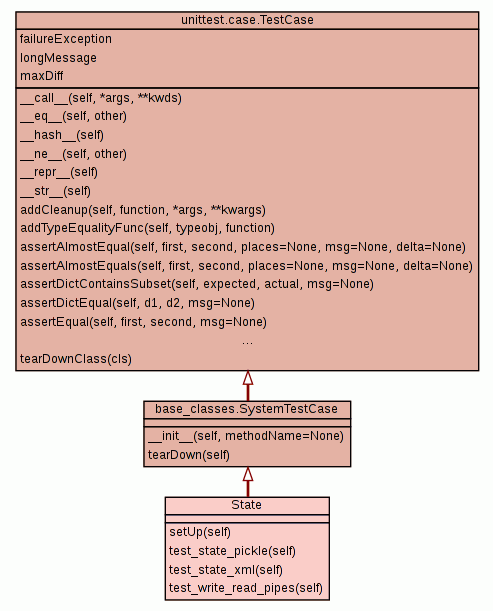 unittest.case.TestCase
failureException
longMessage
maxDiff
__call__(self, *args, **kwds)
__eq__(self, other)
__hash__(self)
__ne__(self, other)
__repr__(self)
__str__(self)
addCleanup(self, function, *args, **kwargs)
addTypeEqualityFunc(self, typeobj, function)
assertAlmostEqual(self, first, second, places=None, msg=None, delta=None)
assertAlmostEquals(self, first, second, places=None, msg=None, delta=None)
assertDictContainsSubset(self, expected, actual, msg=None)
assertDictEqual(self, d1, d2, msg=None)
assertEqual(self, first, second, msg=None)
...
tearDownClass(cls)
base_classes.SystemTestCase
__init__(self, methodName=None)
tearDown(self)
State
setUp(self)
test_state_pickle(self)
test_state_xml(self)
test_write_read_pipes(self)